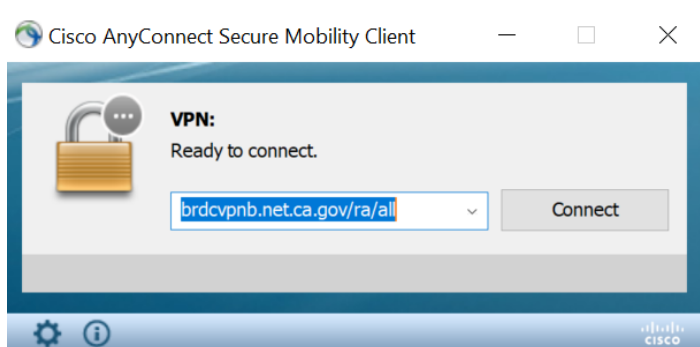 Cisco AnyConnect Secure Mobility Client
VPN:
Ready to connect.
brdcvpnb.net.ca.gov/ra/all
Connect
cisco